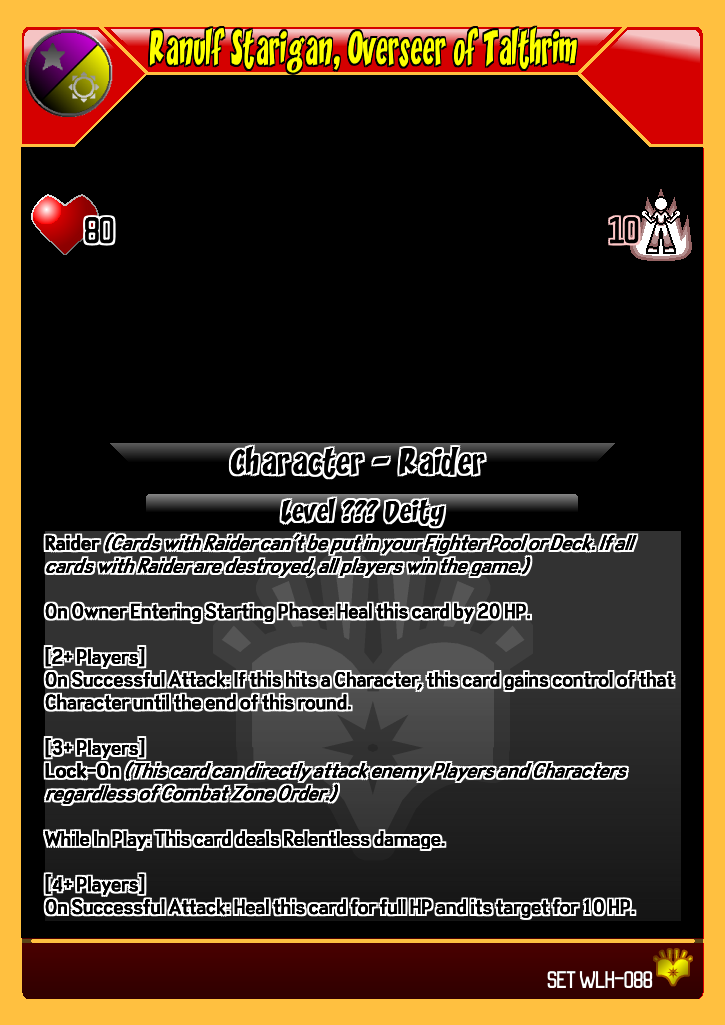 Ranulf Starigan, Overseer of Talthrim
80
10
Character - Raider
Level ??? Deity
Raider (Cards with Raider can't be put in your Fighter Pool or Deck. If all
cards with Raider are destroyed, all players win the game.)
On Owner Entering Starting Phase: Heal this card by 20 HP.
[2+ Players]
On Successful Attack: If this hits a Character, this card gains control of that
Character until the end of this round.
[3+ Players]
Lock-On (This card can directly attack enemy Players and Characters
regardless of Combat Zone Order.)
While In Play: This card deals Relentless damage.
[4+ Players]
On Successful Attack: Heal this card for full HP and its target for 10 HP.
SET WLH-088